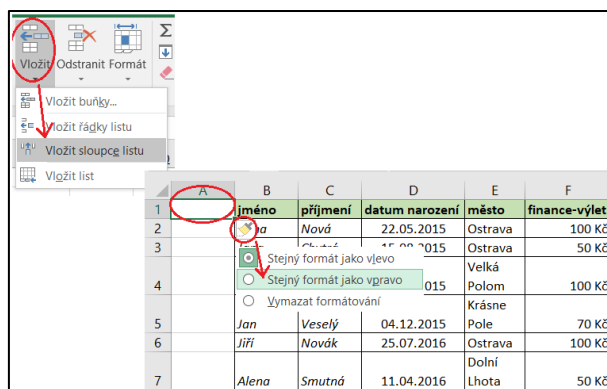 Vložit Odstranit Formát
Vložit buňky...
Vložit řádky listu
Vložit sloupce listu
Vložit list
A B C D E F
1 jméno příjmení datum narození město finance-výlet
2 Nová 22.05.2015 Ostrava 100 Kč
3 15.08.2015 Ostrava 50 Kč
Stejný formát jako vlevo
Velká
Stejný formát jako vpravo
4 015 Polom 100 Kč
Vymazat formátování
Krásne
5 Jan Veselý 04.12.2015 Pole 70 Kč
6 Jiří Novák 25.07.2016 Ostrava 100 Kč
Dolní
7 Alena Smutná 11.04.2016 Lhota 50 Kč